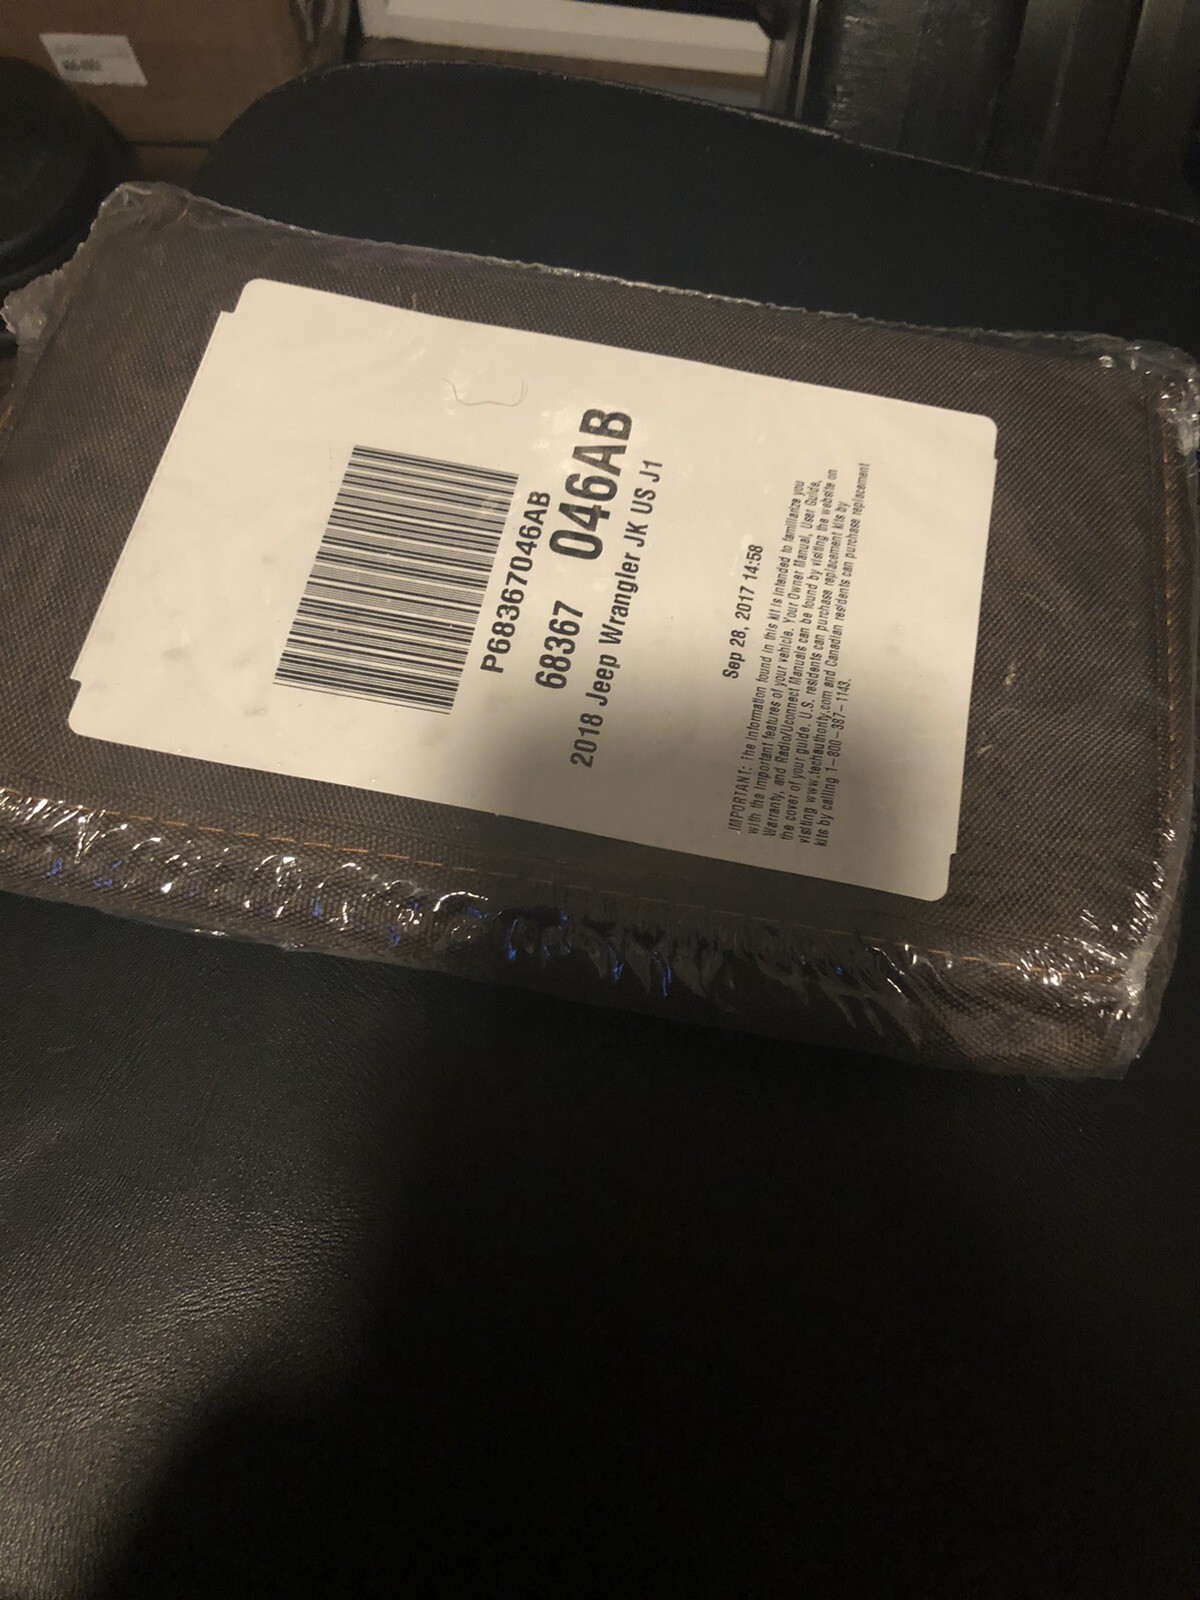 P68367046AB
68367 046AB
2018 Jeep Wrangler JK US J1
Sep 28, 2017 14:58
IMPORTANT: The information found in this kit is intended to familiarize you
with the important features of your vehicle. Your Owner Manual, User Guide,
Warranty, and Radio/Uconnect Manuals can be found by visiting the website on
the cover of your guide. U.S. residents can purchase replacement kits by
visiting www.techauthority.com and Canadian residents can purchase replacement
kits by calling 1-800-387-1143.